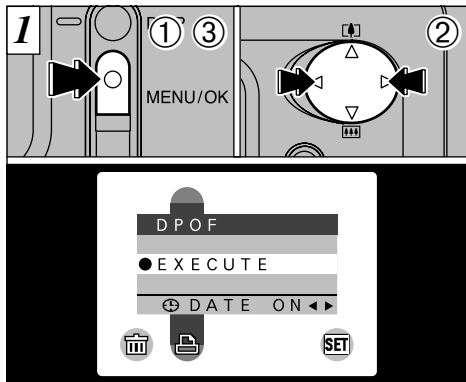 1
① ③
②
MENU/OK
DPOF
●EXECUTE
DATE ON ◂ ▸
SET